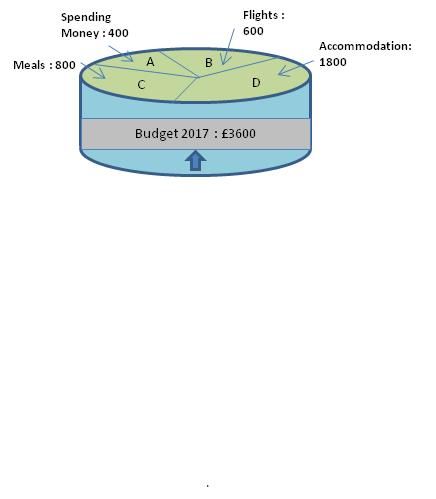 Spending
Money : 400
Flights :
600
Accommodation:
1800
Meals : 800
A
B
C
D
Budget 2017 : £3600
.